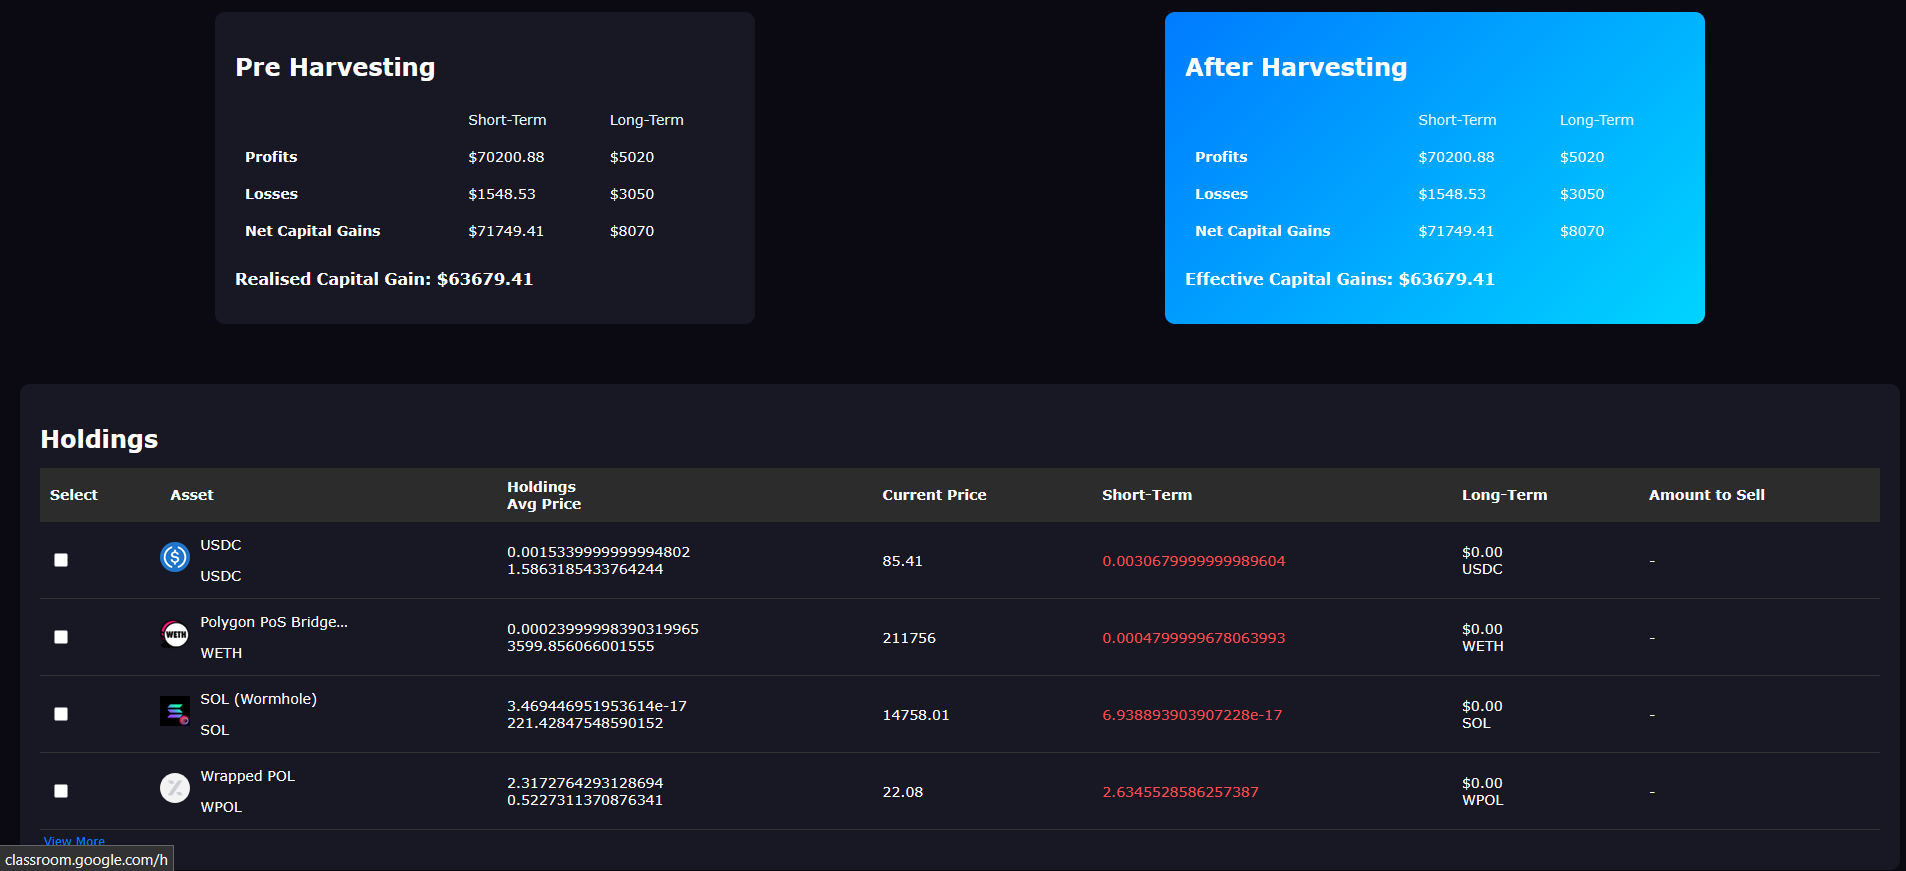 Pre Harvesting
Short-Term Long-Term
Profits $70200.88 $5020
Losses $1548.53 $3050
Net Capital Gains $71749.41 $8070
Realised Capital Gain: $63679.41
After Harvesting
Short-Term Long-Term
Profits $70200.88 $5020
Losses $1548.53 $3050
Net Capital Gains $71749.41 $8070
Effective Capital Gains: $63679.41
Holdings
Select Asset Holdings Avg Price Current Price Short-Term Long-Term Amount to Sell
USDC
USDC
0.0015339999999994802
1.5863185433764244
85.41
0.0030679999999989604
$0.00
USDC
-
Polygon PoS Bridge...
WETH
WETH
0.00023999998390319965
3599.856066001555
211756
0.0004799999678063993
$0.00
WETH
-
SOL (Wormhole)
SOL
3.469446951953614e-17
221.42847548590152
14758.01
6.938893903907228e-17
$0.00
SOL
-
Wrapped POL
WPOL
2.3172764293128694
0.5227311370876341
22.08
2.6345528586257387
$0.00
WPOL
-
View More
classroom.google.com/h